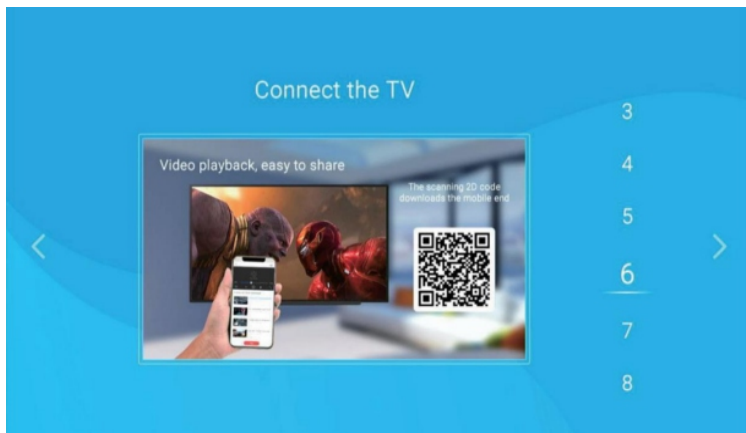 Connect the TV
Video playback, easy to share
The scanning 2D code
downloads the mobile end
3
4
5
6
7
8